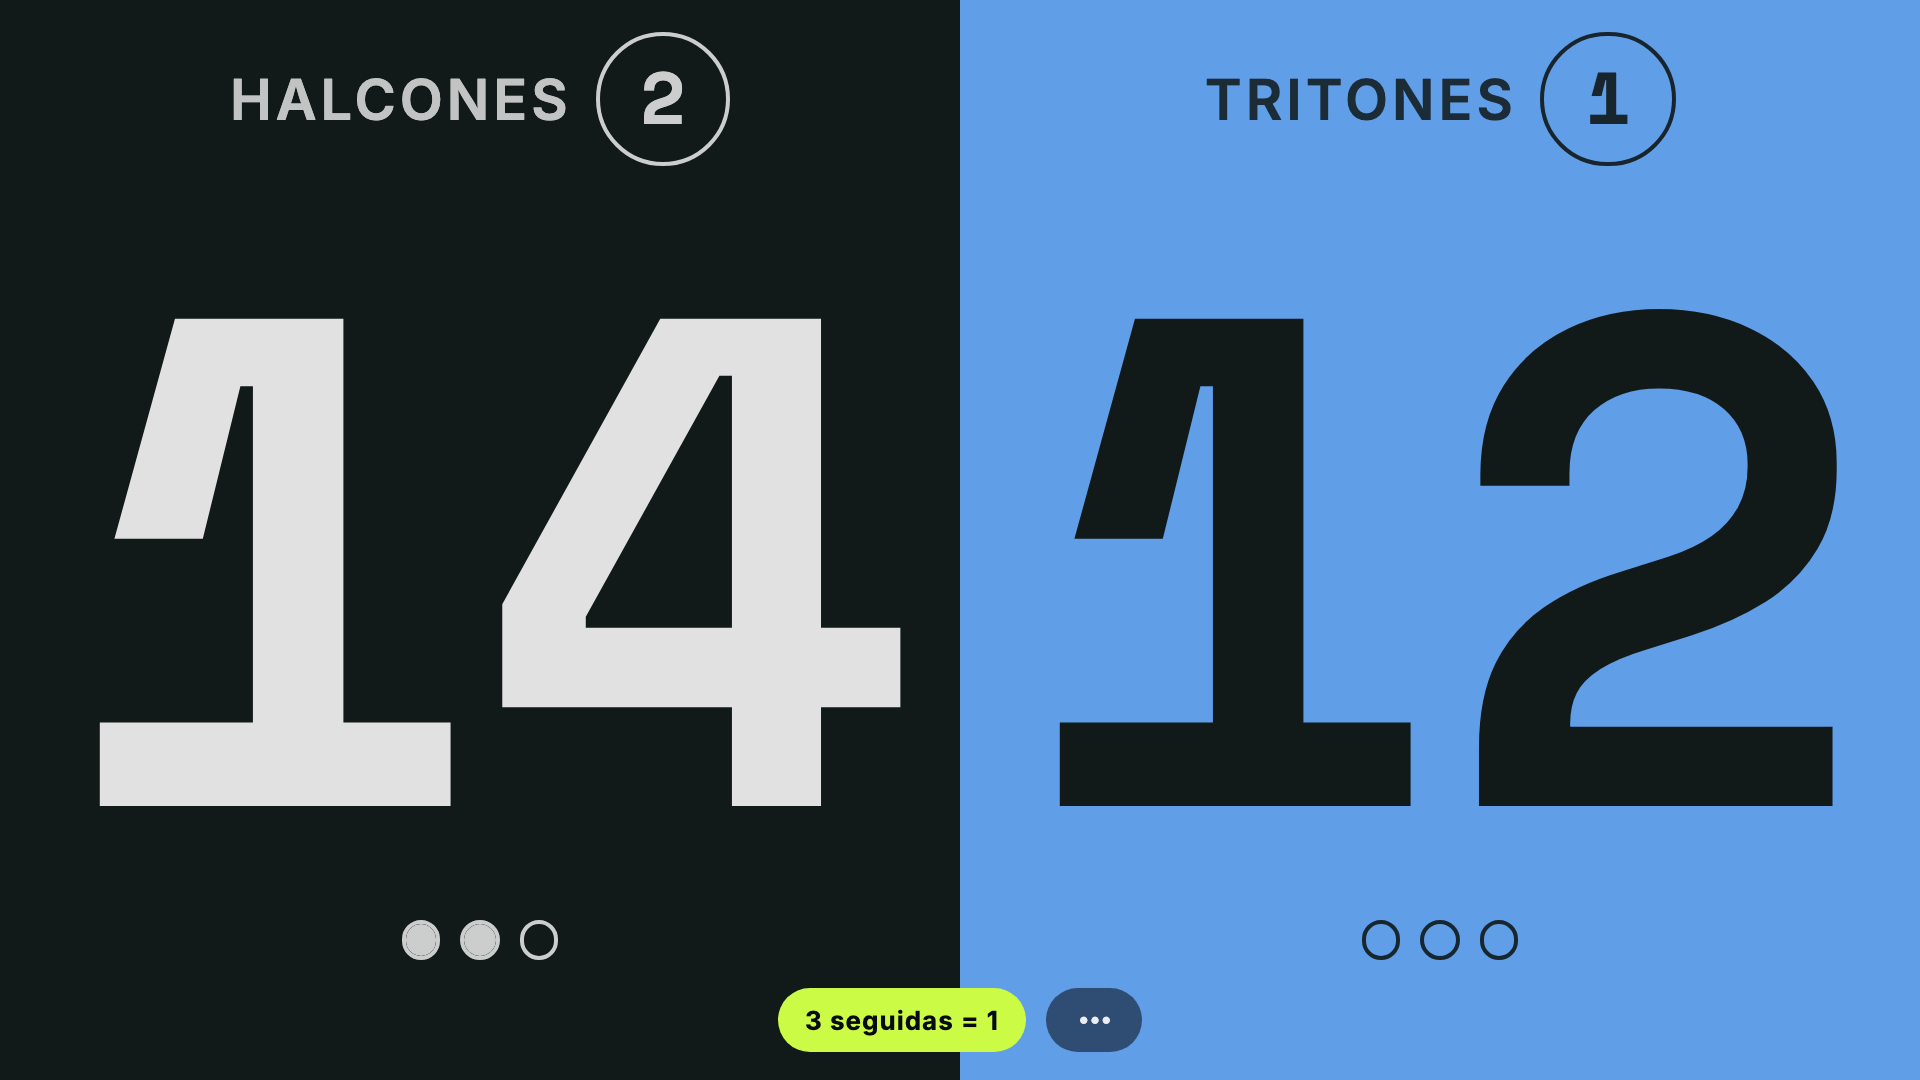 HALCONES 2
TRITONES 1
14
12
3 seguidas = 1
•••